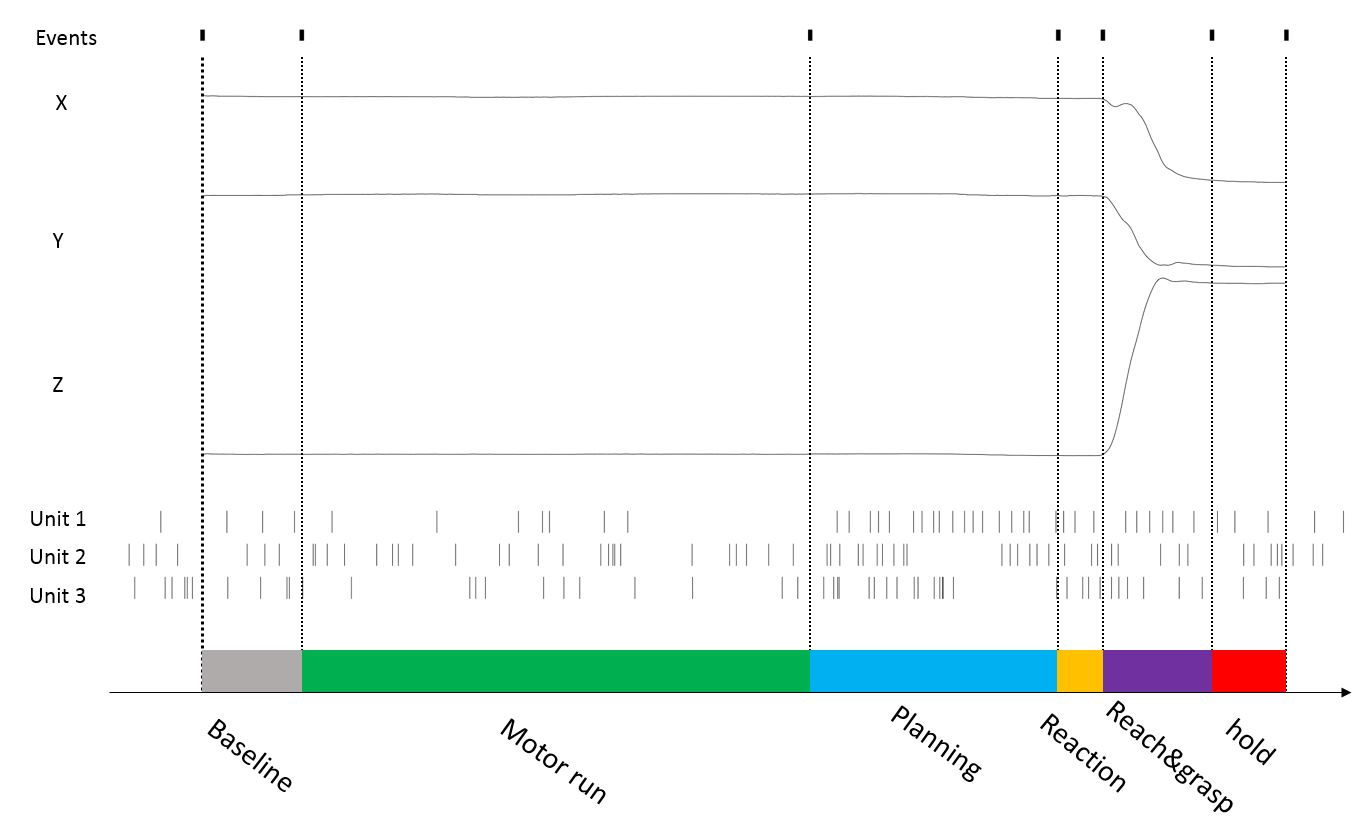 Events
X
Y
Z
Unit 1
Unit 2
Unit 3
Baseline
Motor run
Planning
Reaction
Reach&grasp
hold